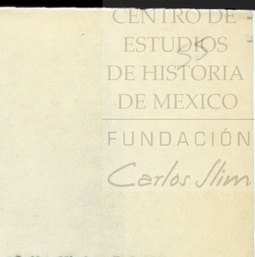 CENTRO DE
ESTUDIOS
DE HISTORIA
DE MEXICO
FUNDACIÓN
Carlos Slim